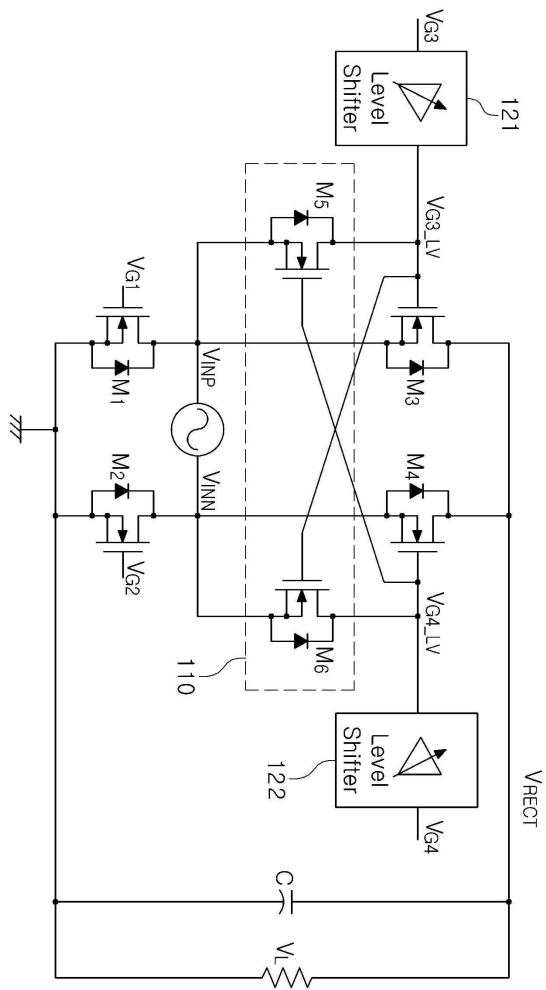 VG3
Level
Shifter
121
VG3_LV
M5
VG1
M1
VINP
M3
M2
VINN
M4
VG2
M6
110
VG4_LV
Level
Shifter
122
VG4
VRECT
C
VL